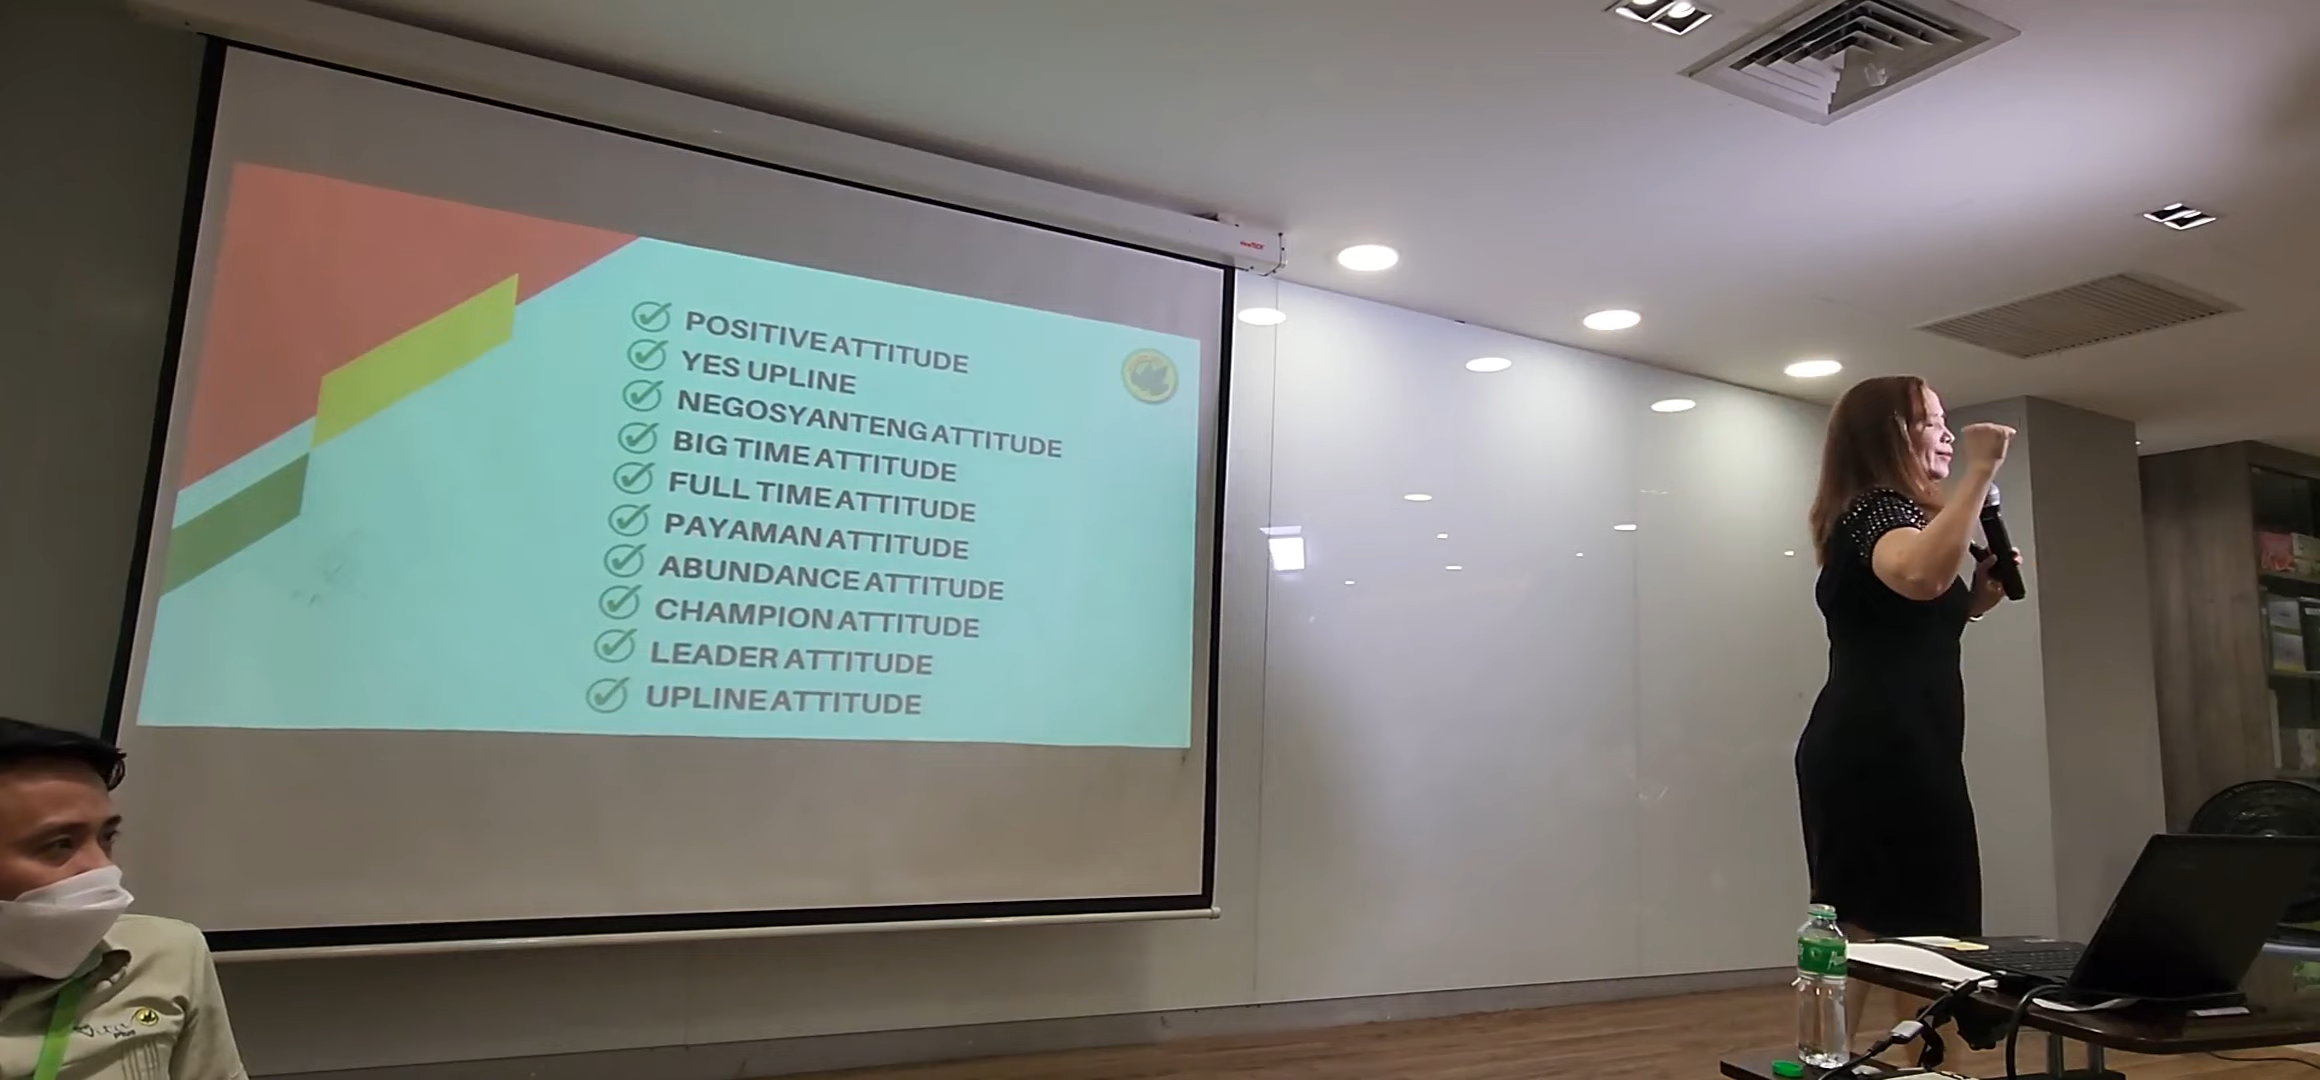 POSITIVE ATTITUDE
YES UPLINE
NEGOSYANTENG ATTITUDE
BIG TIME ATTITUDE
FULL TIME ATTITUDE
PAYAMAN ATTITUDE
ABUNDANCE ATTITUDE
CHAMPION ATTITUDE
LEADER ATTITUDE
UPLINE ATTITUDE